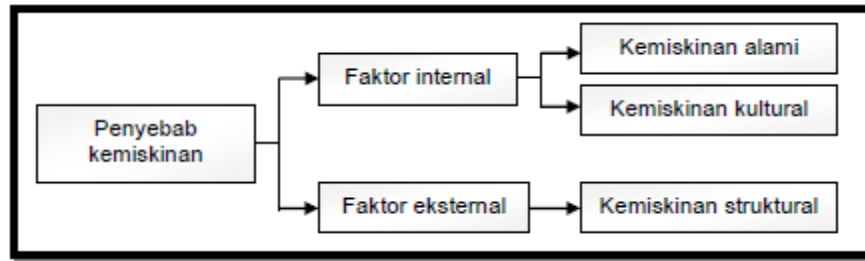 Penyebab
kemiskinan
Faktor internal
Kemiskinan alami
Kemiskinan kultural
Faktor eksternal
Kemiskinan struktural